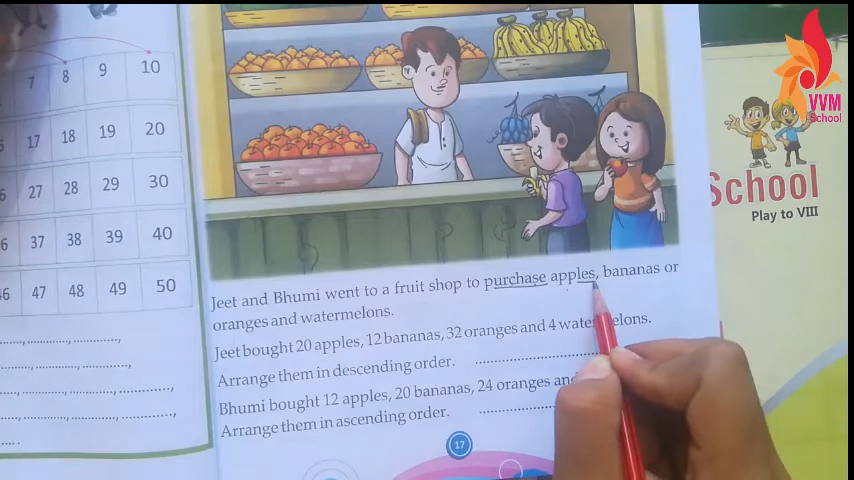 7 8 9 10
17 18 19 20
27 28 29 30
37 38 39 40
47 48 49 50
Jeet and Bhumi went to a fruit shop to purchase apples, bananas or
oranges and watermelons.
Jeet bought 20 apples, 12 bananas, 32 oranges and 4 watermelons.
Arrange them in descending order. ....................
Bhumi bought 12 apples, 20 bananas, 24 oranges and
Arrange them in ascending order. ....................
17
VVM
School
School
Play to VIII